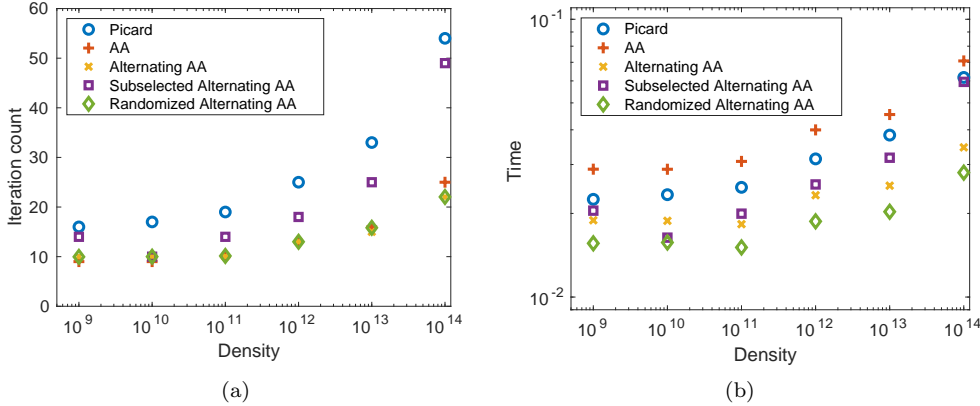 60
50
40
30
20
10
0
Iteration count
Picard
AA
Alternating AA
Subselected Alternating AA
Randomized Alternating AA
10^9
10^10
10^11
10^12
10^13
10^14
Density
(a)
10^-1
10^-2
Time
Picard
AA
Alternating AA
Subselected Alternating AA
Randomized Alternating AA
10^9
10^10
10^11
10^12
10^13
10^14
Density
(b)